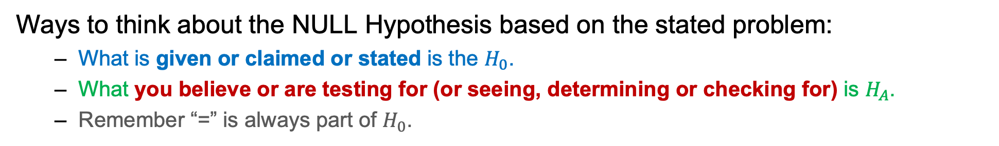 Ways to think about the NULL Hypothesis based on the stated problem:
– What is given or claimed or stated is the H₀.
– What you believe or are testing for (or seeing, determining or checking for) is H_A.
– Remember “=” is always part of H₀.